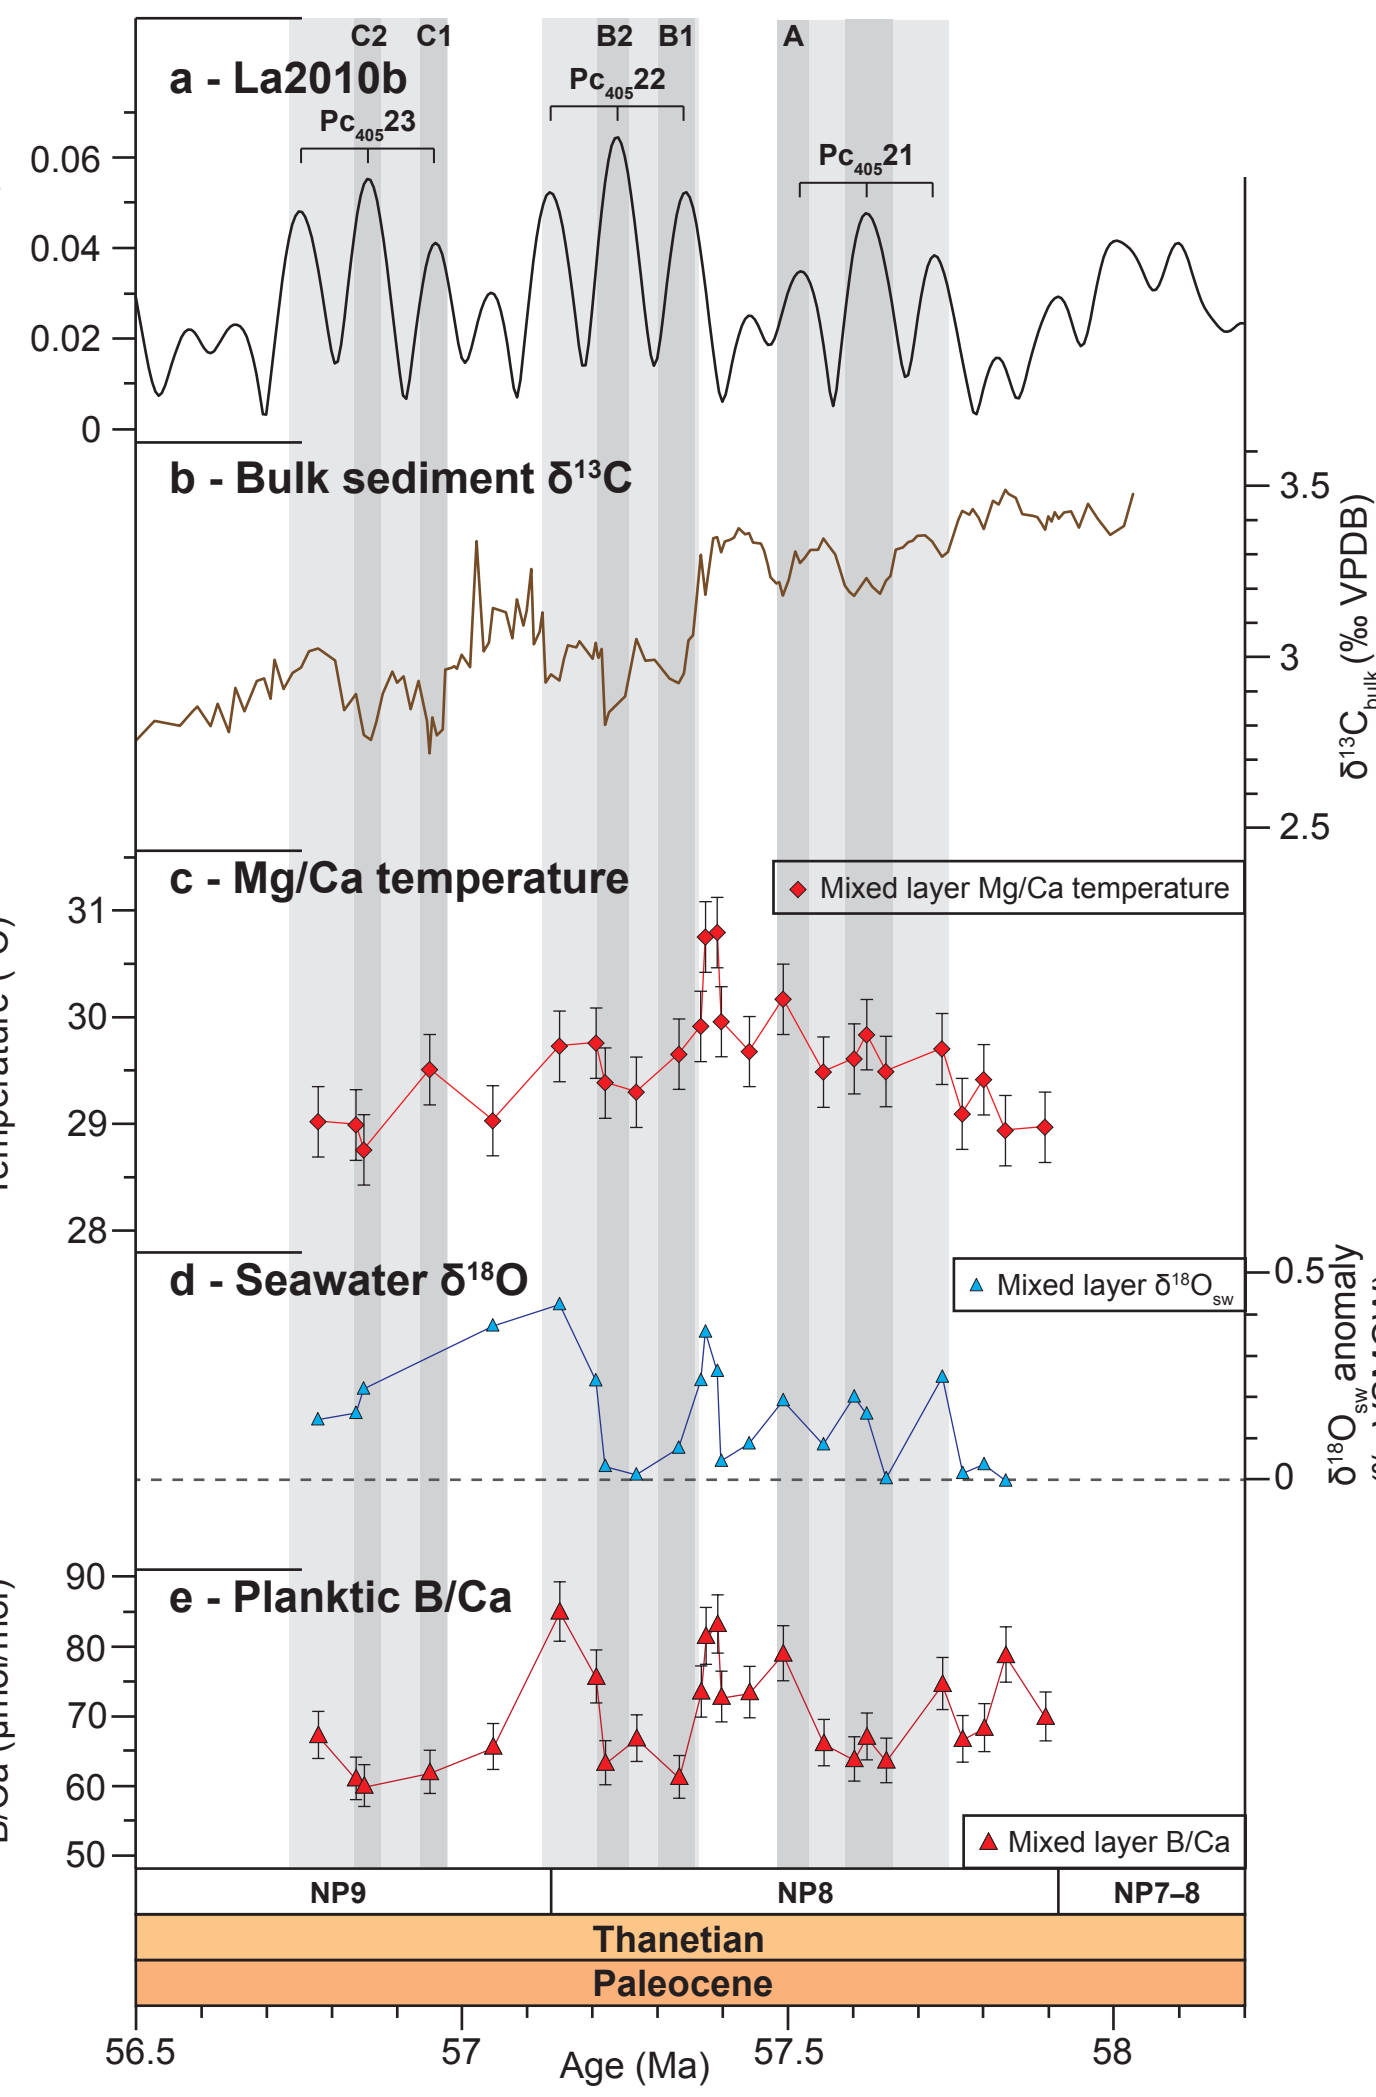 C2 C1 B2 B1 A
a - La2010b
Pc40522
Pc40523
Pc40521
0.06
0.04
0.02
0
b - Bulk sediment δ13C
3.5
3
2.5
δ13Cbulk (‰ VPDB)
c - Mg/Ca temperature
Mixed layer Mg/Ca temperature
31
30
29
28
d - Seawater δ18O
Mixed layer δ18Osw
0.5
0
δ18Osw anomaly
e - Planktic B/Ca
90
80
70
60
50
Mixed layer B/Ca
NP9 NP8 NP7–8
Thanetian
Paleocene
56.5 57 57.5 58
Age (Ma)